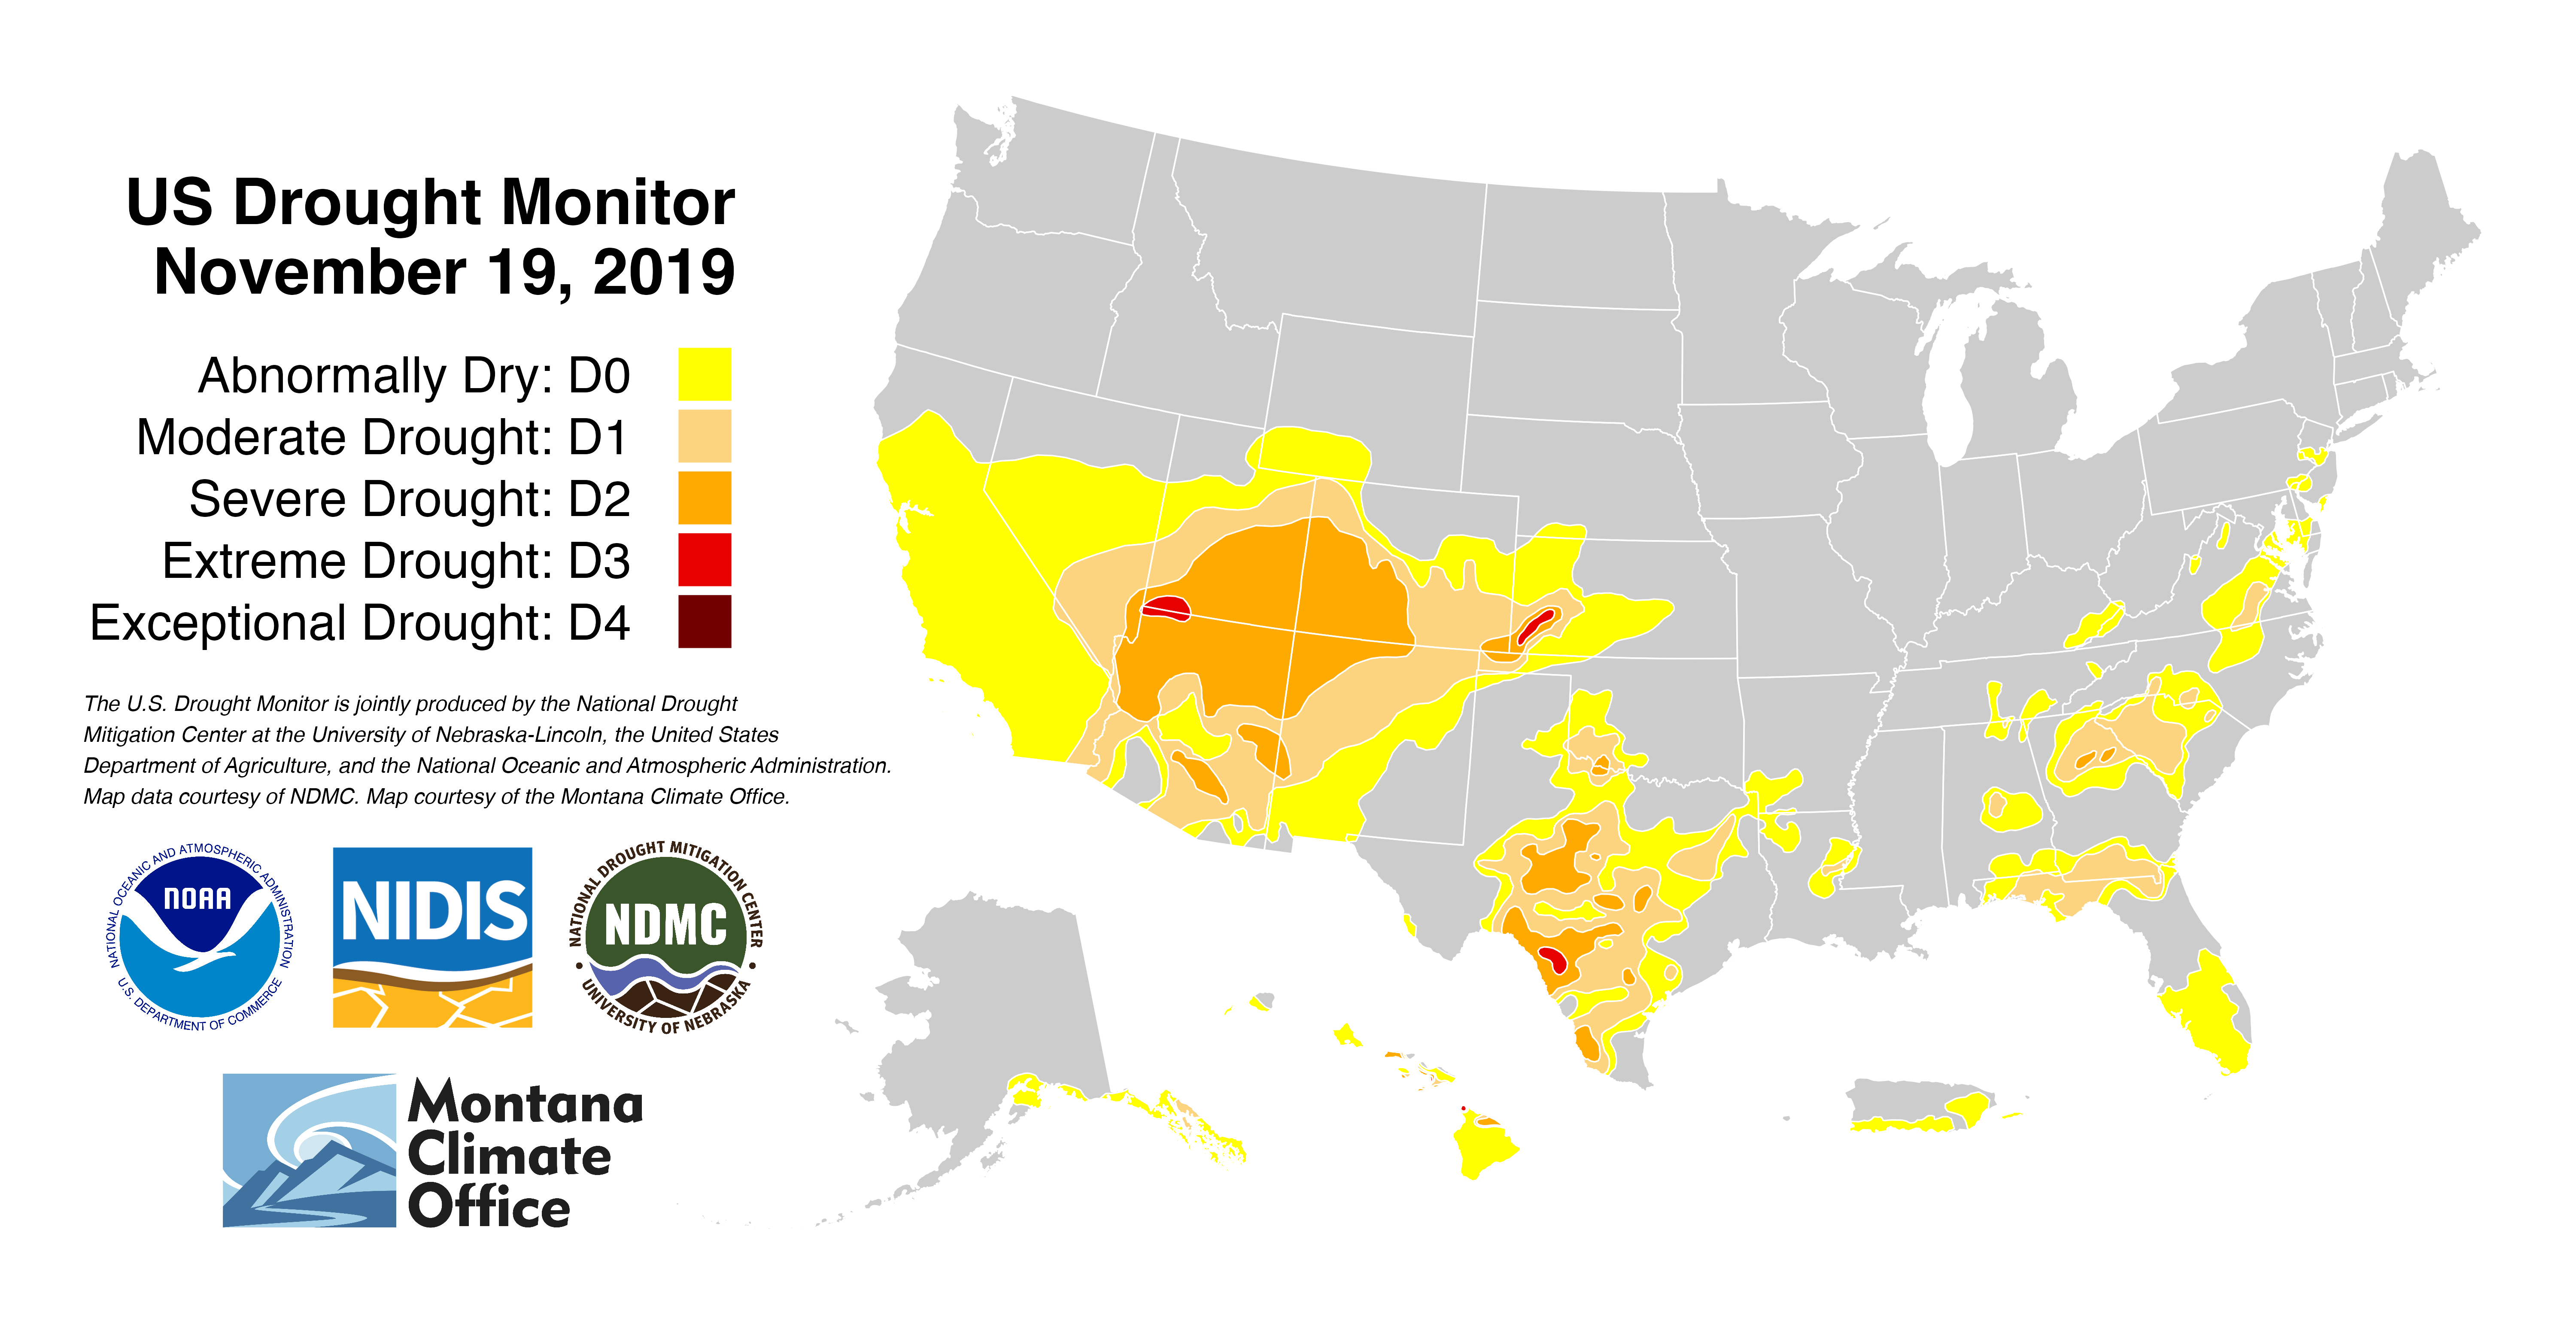 US Drought Monitor
November 19, 2019
Abnormally Dry: D0
Moderate Drought: D1
Severe Drought: D2
Extreme Drought: D3
Exceptional Drought: D4
The U.S. Drought Monitor is jointly produced by the National Drought
Mitigation Center at the University of Nebraska-Lincoln, the United States
Department of Agriculture, and the National Oceanic and Atmospheric Administration.
Map data courtesy of NDMC. Map courtesy of the Montana Climate Office.
NATIONAL OCEANIC AND ATMOSPHERIC ADMINISTRATION
NOAA
U.S. DEPARTMENT OF COMMERCE
NIDIS
NATIONAL DROUGHT MITIGATION CENTER
NDMC
UNIVERSITY OF NEBRASKA
Montana
Climate
Office